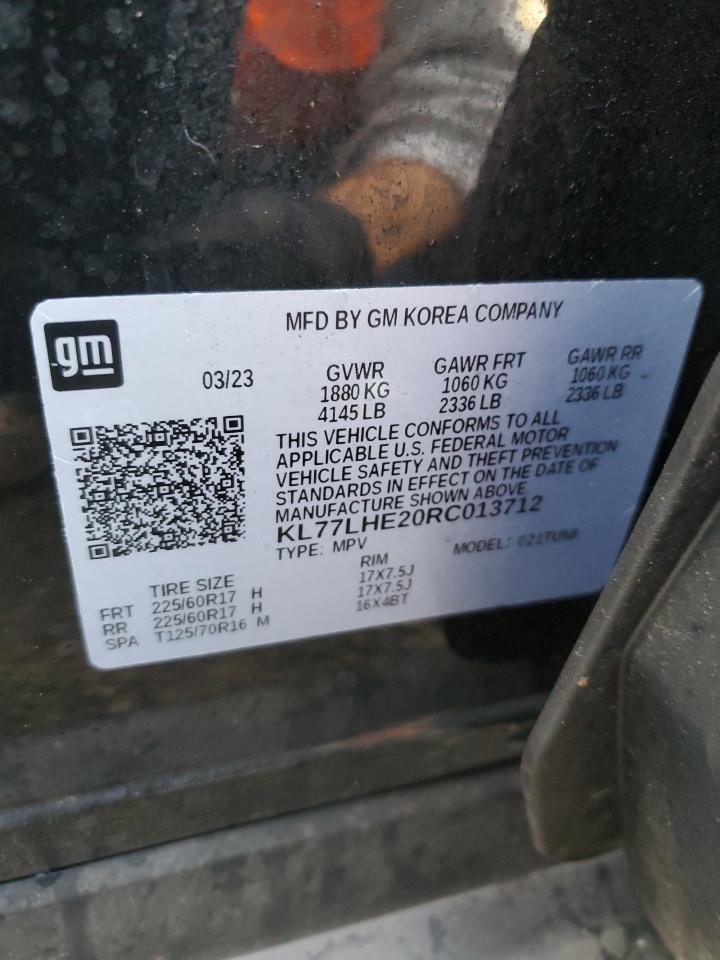 gm
MFD BY GM KOREA COMPANY
03/23
GVWR
1880 KG
4145 LB
GAWR FRT
1060 KG
2336 LB
GAWR RR
1060 KG
2336 LB
THIS VEHICLE CONFORMS TO ALL
APPLICABLE U.S. FEDERAL MOTOR
VEHICLE SAFETY AND THEFT PREVENTION
STANDARDS IN EFFECT ON THE DATE OF
MANUFACTURE SHOWN ABOVE
KL77LHE20RC013712
TYPE: MPV MODEL:
TIRE SIZE RIM
FRT 225/60R17 H 17X7.5J
RR 225/60R17 H 17X7.5J
SPA T125/70R16 M 16X4BT